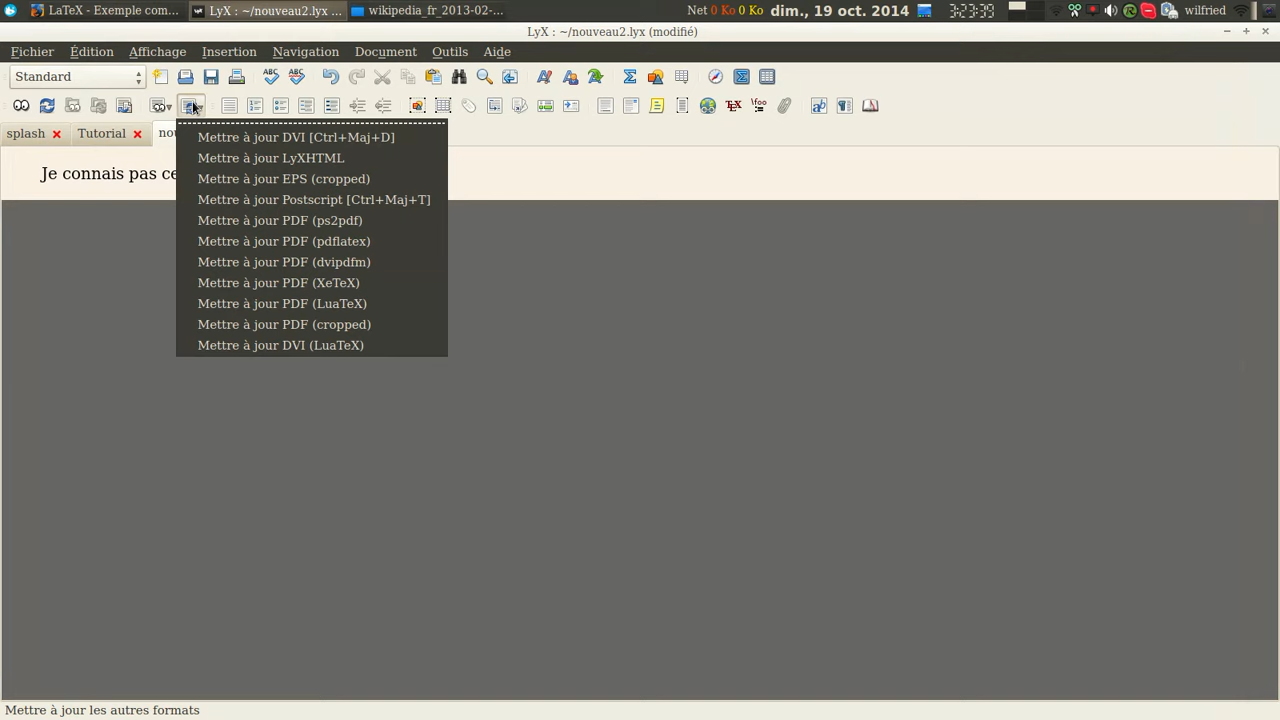 LaTeX - Exemple com...
LyX : ~/nouveau2.lyx ...
wikipedia_fr_2013-02-...
Net 0 Ko 0 Ko
dim., 19 oct. 2014
wilfried
LyX : ~/nouveau2.lyx (modifié)
Fichier Édition Affichage Insertion Navigation Document Outils Aide
Standard
splash Tutorial nou
Mettre à jour DVI [Ctrl+Maj+D]
Mettre à jour LyXHTML
Je connais pas ce
Mettre à jour EPS (cropped)
Mettre à jour Postscript [Ctrl+Maj+T]
Mettre à jour PDF (ps2pdf)
Mettre à jour PDF (pdflatex)
Mettre à jour PDF (dvipdfm)
Mettre à jour PDF (XeTeX)
Mettre à jour PDF (LuaTeX)
Mettre à jour PDF (cropped)
Mettre à jour DVI (LuaTeX)
Mettre à jour les autres formats